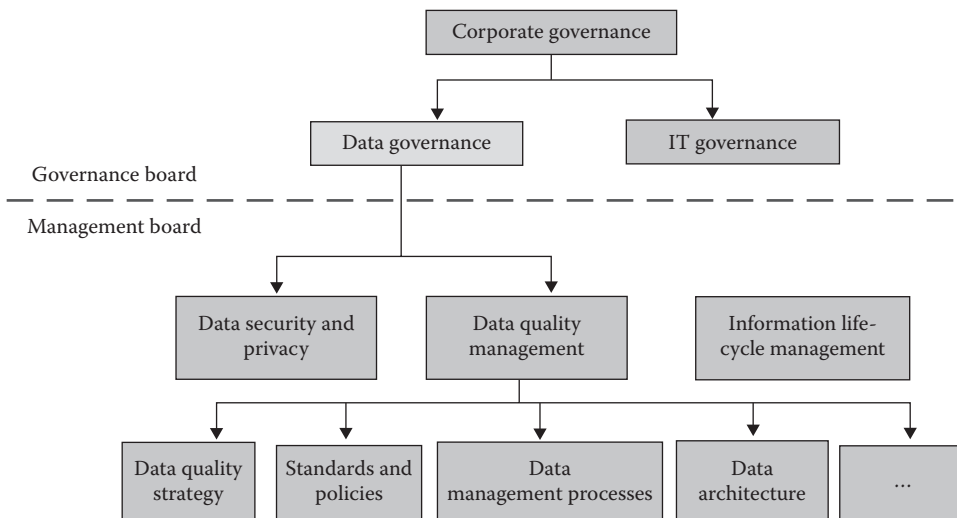 Corporate governance
Data governance
IT governance
Governance board
Management board
Data security and
privacy
Data quality
management
Information life-
cycle management
Data quality
strategy
Standards and
policies
Data
management processes
Data
architecture
...